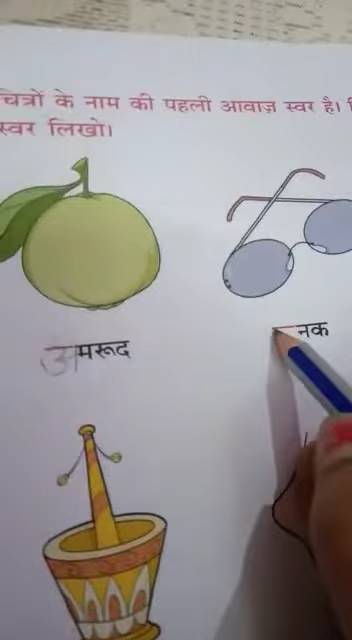 चित्रों के नाम की पहली आवाज़ स्वर है।
स्वर लिखो।
अमरूद
नक